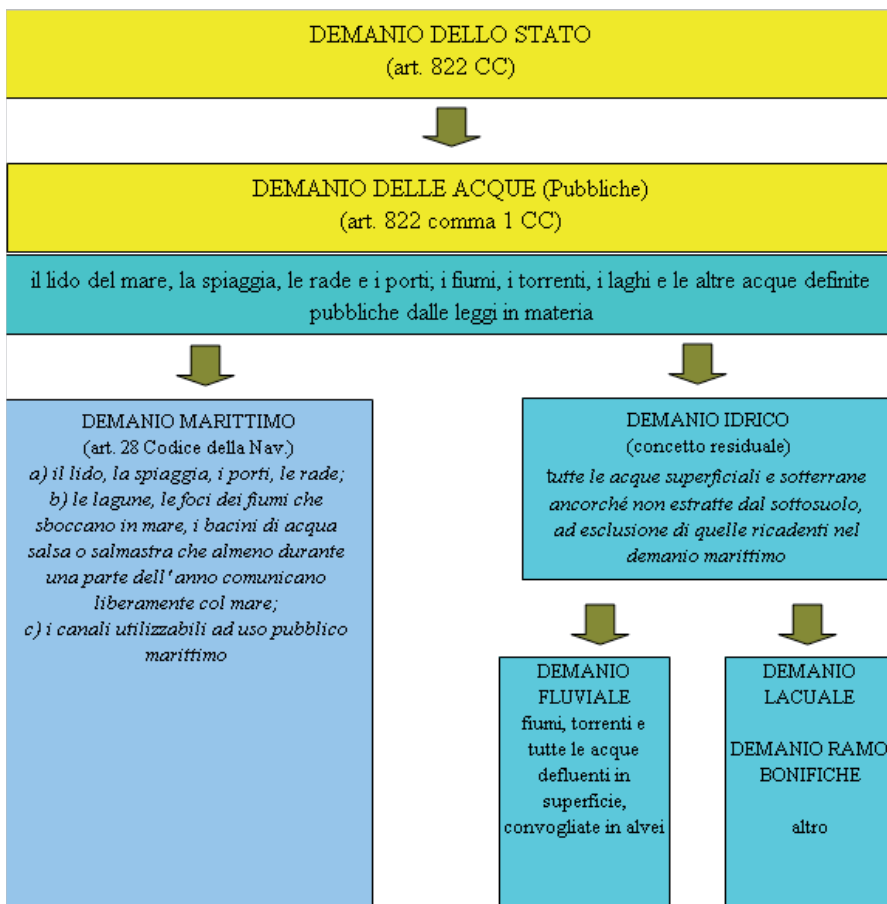 DEMANIO DELLO STATO
(art. 822 CC)
DEMANIO DELLE ACQUE (Pubbliche)
(art. 822 comma 1 CC)
il lido del mare, la spiaggia, le rade e i porti; i fiumi, i torrenti, i laghi e le altre acque definite
pubbliche dalle leggi in materia
DEMANIO MARITTIMO
(art. 28 Codice della Nav.)
a) il lido, la spiaggia, i porti, le rade;
b) le lagune, le foci dei fiumi che
sboccano in mare, i bacini di acqua
salsa o salmastra che almeno durante
una parte dell'anno comunicano
liberamente col mare;
c) i canali utilizzabili ad uso pubblico
marittimo
DEMANIO IDRICO
(concetto residuale)
tutte le acque superficiali e sotterrane
ancorché non estratte dal sottosuolo,
ad esclusione di quelle ricadenti nel
demanio marittimo
DEMANIO
FLUVIALE
fiumi, torrenti e
tutte le acque
defluenti in
superficie,
convogliate in alvei
DEMANIO
LACUALE
DEMANIO RAMO
BONIFICHE
altro